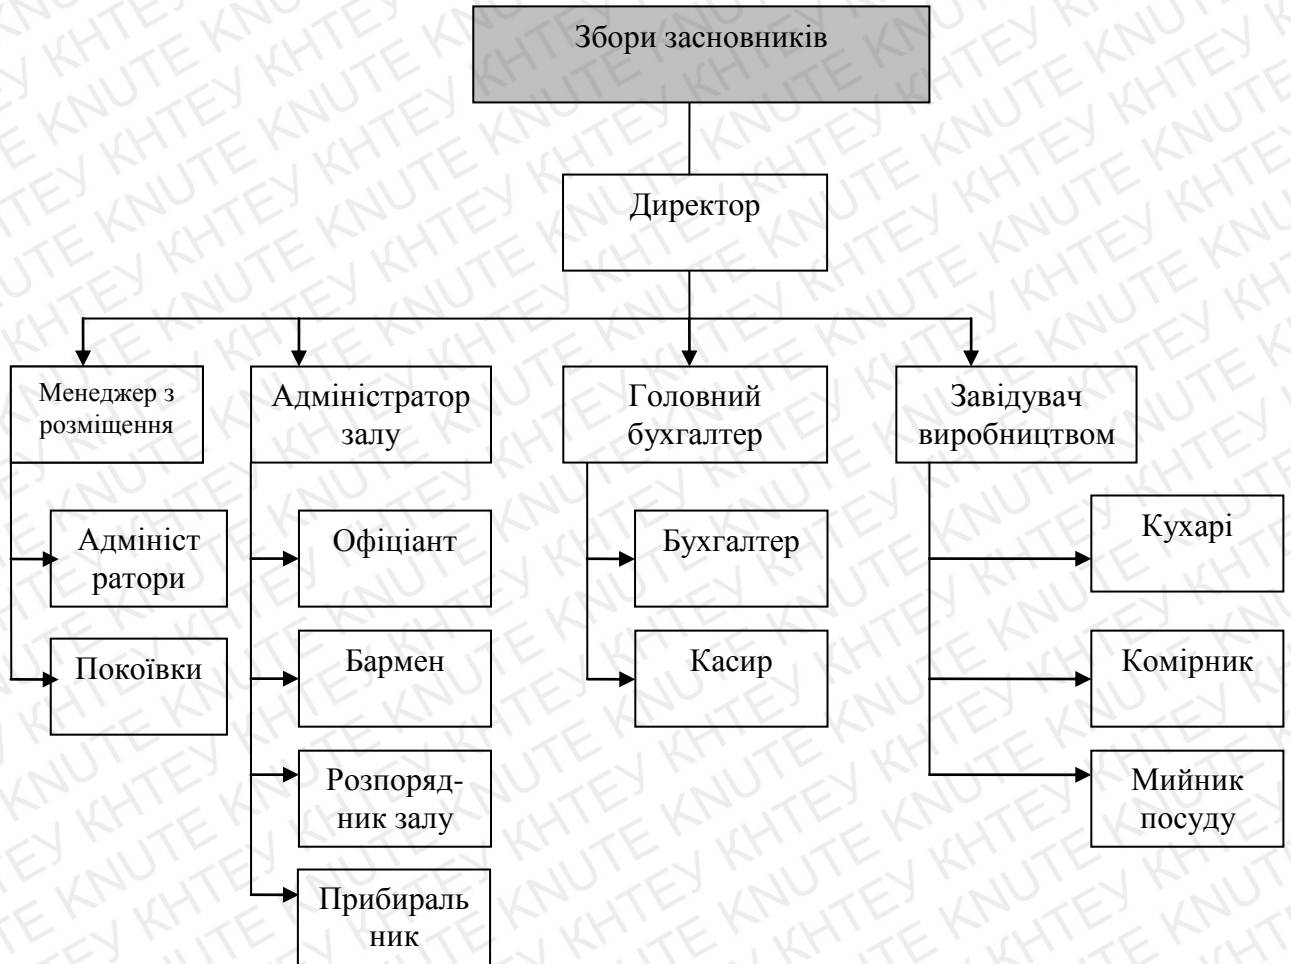 Збори засновників
Директор
Менеджер з
розміщення
Адміністратор
залу
Головний
бухгалтер
Завідувач
виробництвом
Адмініст
ратори
Покоївки
Офіціант
Бармен
Розпоряд-
ник залу
Прибираль
ник
Бухгалтер
Касир
Кухарі
Комірник
Мийник
посуду